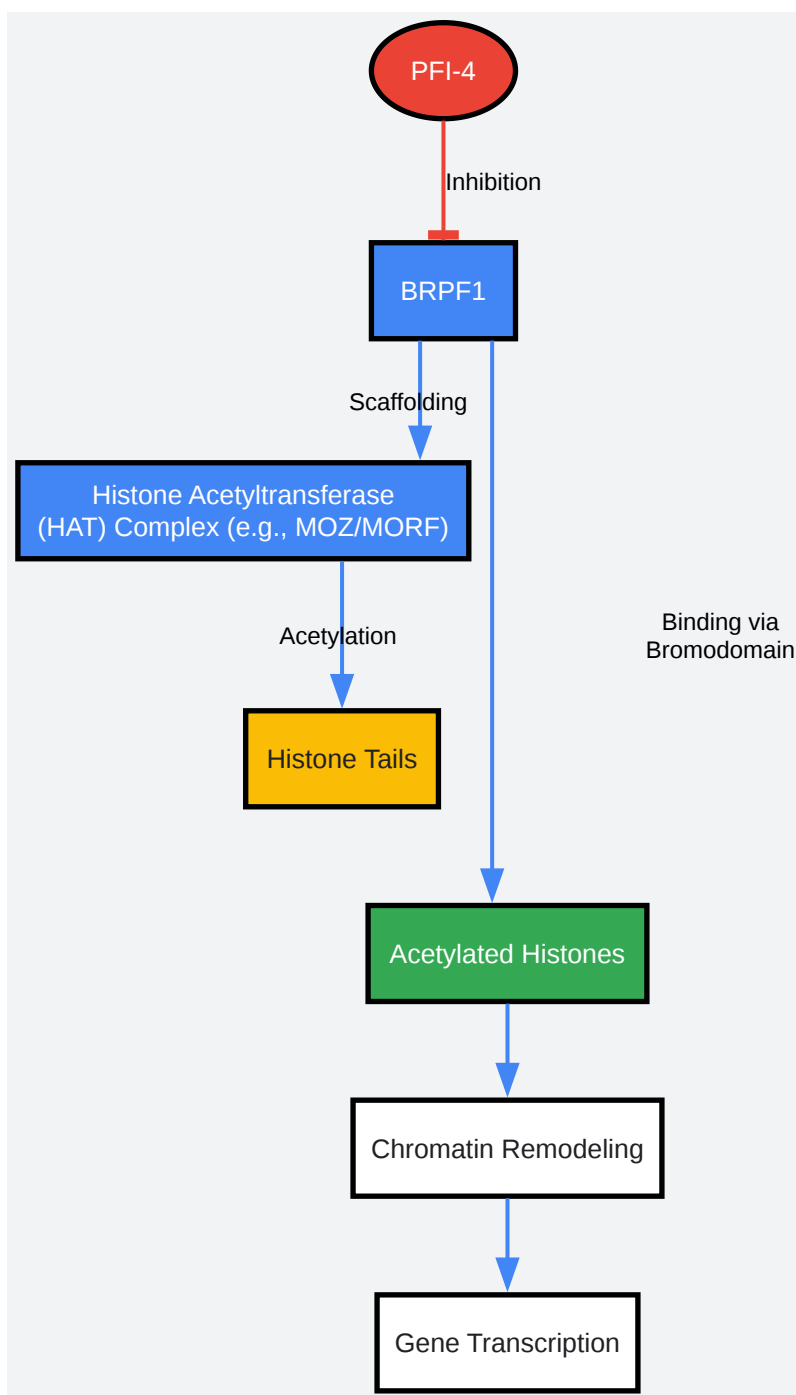 PFI-4
Inhibition
BRPF1
Scaffolding
Histone Acetyltransferase
(HAT) Complex (e.g., MOZ/MORF)
Binding via
Bromodomain
Acetylation
Histone Tails
Acetylated Histones
Chromatin Remodeling
Gene Transcription